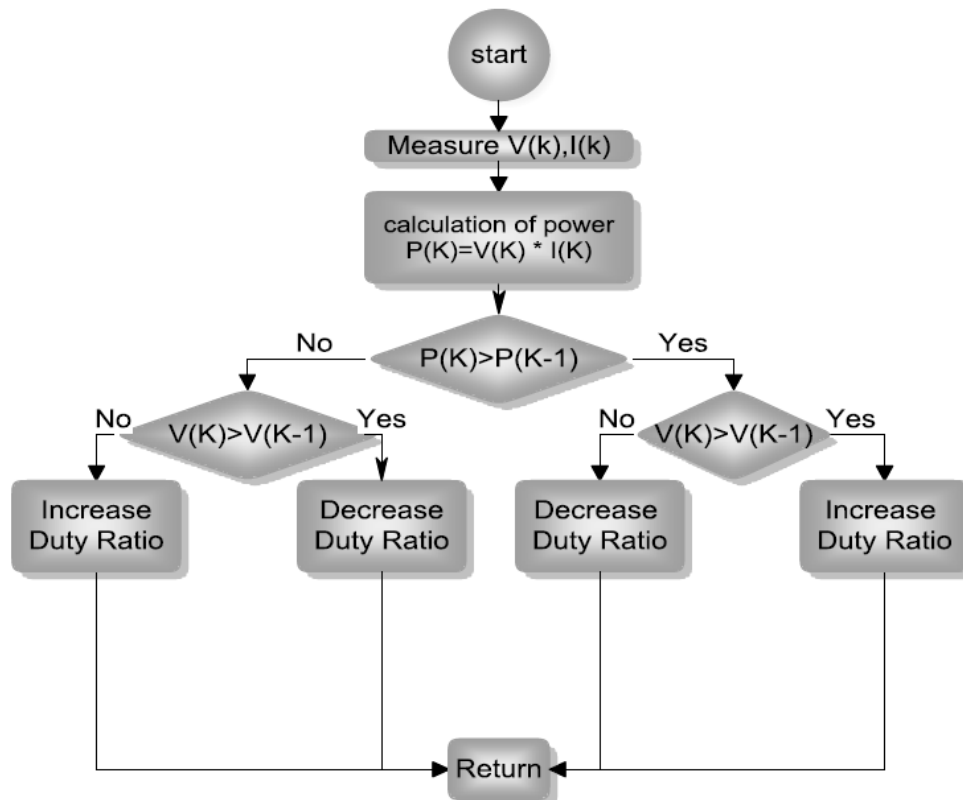 start
Measure V(k),I(k)
calculation of power
P(K)=V(K) * I(K)
No
P(K)>P(K-1)
Yes
No
V(K)>V(K-1)
Yes
No
V(K)>V(K-1)
Yes
Increase
Duty Ratio
Decrease
Duty Ratio
Decrease
Duty Ratio
Increase
Duty Ratio
Return